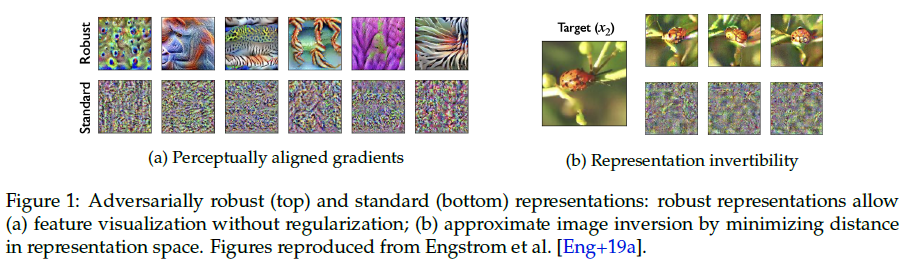 Robust
Standard
Target (x₂)
(a) Perceptually aligned gradients
(b) Representation invertibility
Figure 1: Adversarially robust (top) and standard (bottom) representations: robust representations allow
(a) feature visualization without regularization; (b) approximate image inversion by minimizing distance
in representation space. Figures reproduced from Engstrom et al. [Eng+19a].